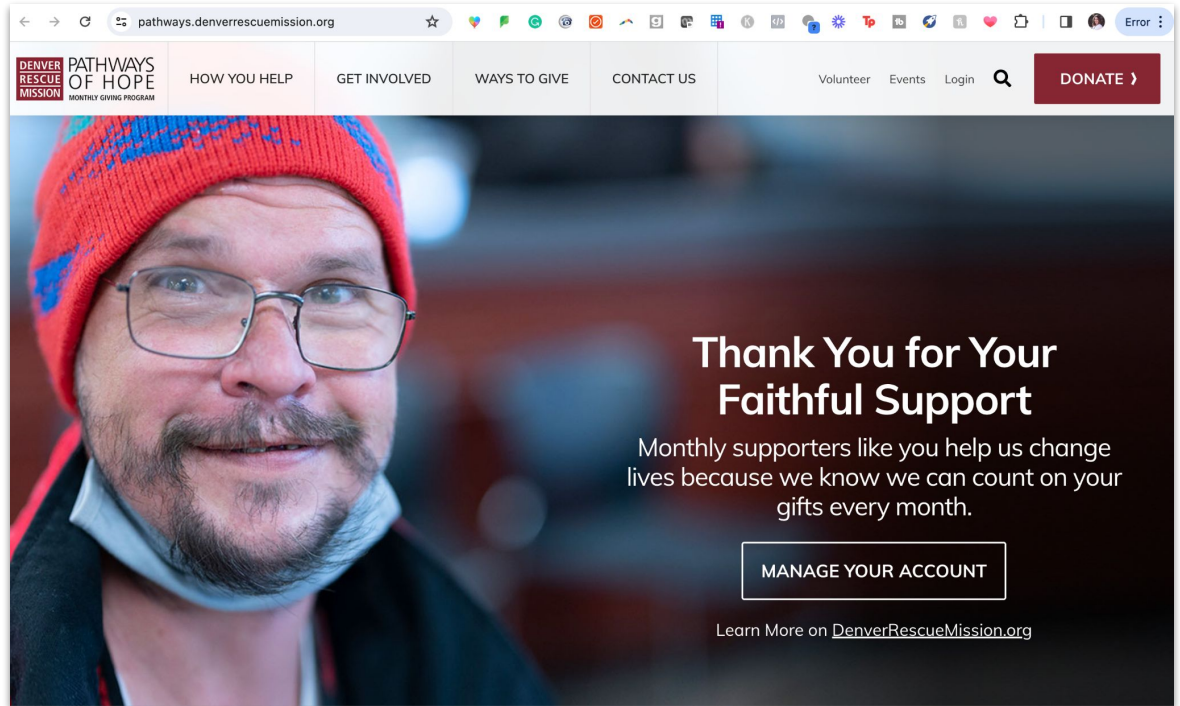 pathways.denverrescuemission.org
Error
DENVER
RESCUE
MISSION
PATHWAYS
OF HOPE
MONTHLY GIVING PROGRAM
HOW YOU HELP
GET INVOLVED
WAYS TO GIVE
CONTACT US
Volunteer
Events
Login
DONATE ❯
Thank You for Your
Faithful Support
Monthly supporters like you help us change
lives because we know we can count on your
gifts every month.
MANAGE YOUR ACCOUNT
Learn More on DenverRescueMission.org